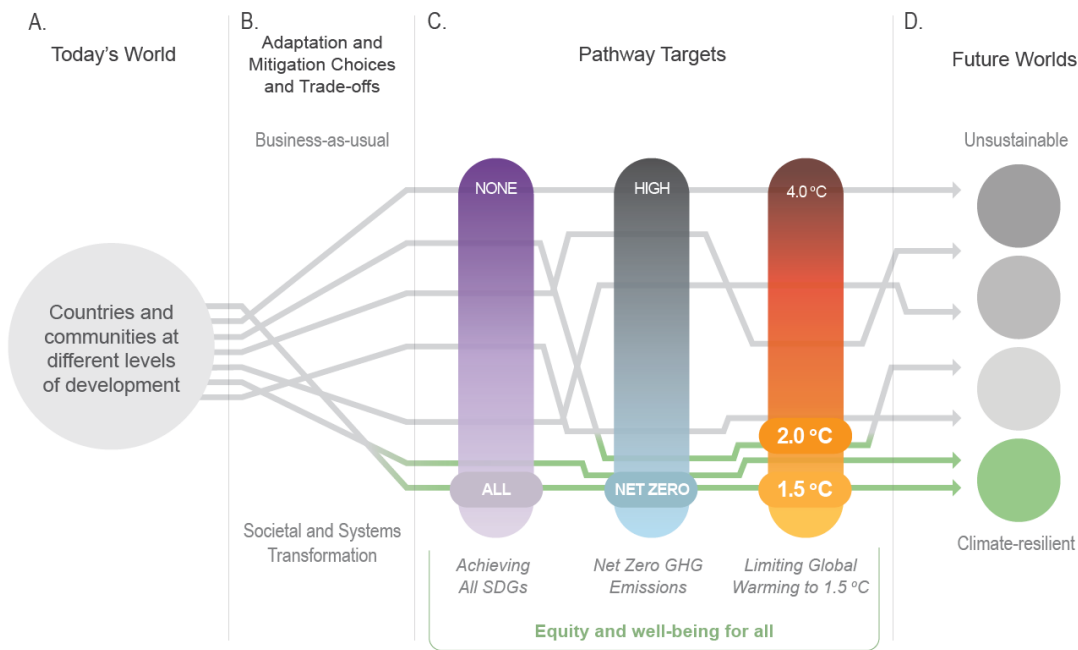 A.
Today's World
Countries and
communities at
different levels
of development
B.
Adaptation and
Mitigation Choices
and Trade-offs
Business-as-usual
Societal and Systems
Transformation
C.
Pathway Targets
NONE
ALL
Achieving
All SDGs
HIGH
NET ZERO
Net Zero GHG
Emissions
4.0 °C
2.0 °C
1.5 °C
Limiting Global
Warming to 1.5 °C
Equity and well-being for all
D.
Future Worlds
Unsustainable
Climate-resilient